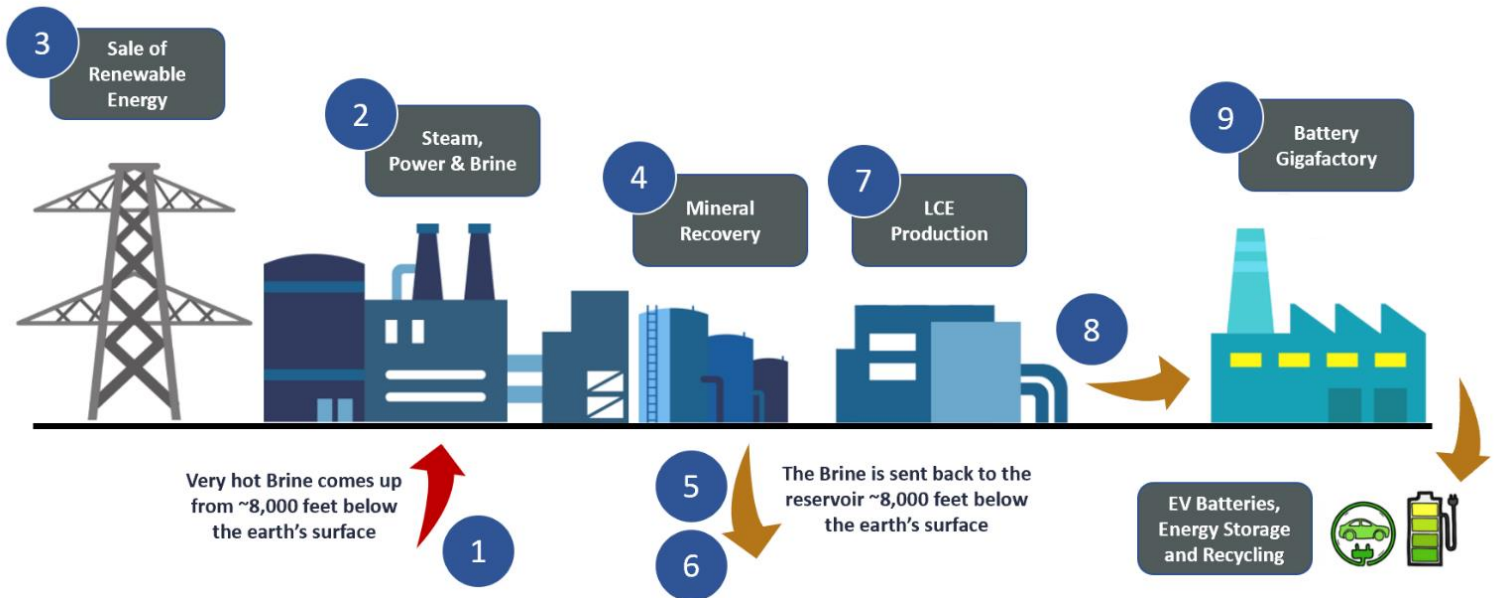 3
Sale of
Renewable
Energy
2
Steam,
Power & Brine
4
Mineral
Recovery
7
LCE
Production
9
Battery
Gigafactory
8
Very hot Brine comes up
from ~8,000 feet below
the earth's surface
1
5
6
The Brine is sent back to the
reservoir ~8,000 feet below
the earth's surface
EV Batteries,
Energy Storage
and Recycling